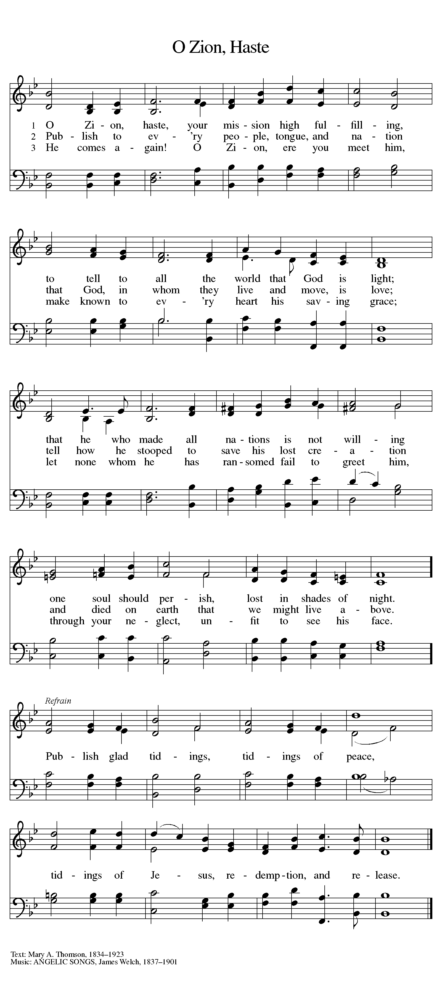 O Zion, Haste
1 O Zi - on, haste, your mis - sion high ful - fill - ing,
2 Pub - lish to ev - 'ry peo - ple, tongue, and na - tion
3 He comes a - gain! O Zi - on, ere you meet him,
to tell to all the world that God is light;
that God, in whom they live and move, is love;
make known to ev - 'ry heart his sav - ing grace;
that he who made all na - tions is not will - ing
tell how he stooped to save his lost cre - a - tion
let none whom he has ran - somed fail to greet him,
one soul should per - ish, lost in shades of night.
and died on earth that we might live a - bove.
through your ne - glect, un - fit to see his face.
Refrain
Pub - lish glad tid - ings, tid - ings of peace,
tid - ings of Je - sus, re - demp - tion, and re - lease.
Text: Mary A. Thomson, 1834–1923
Music: ANGELIC SONGS, James Welch, 1837–1901